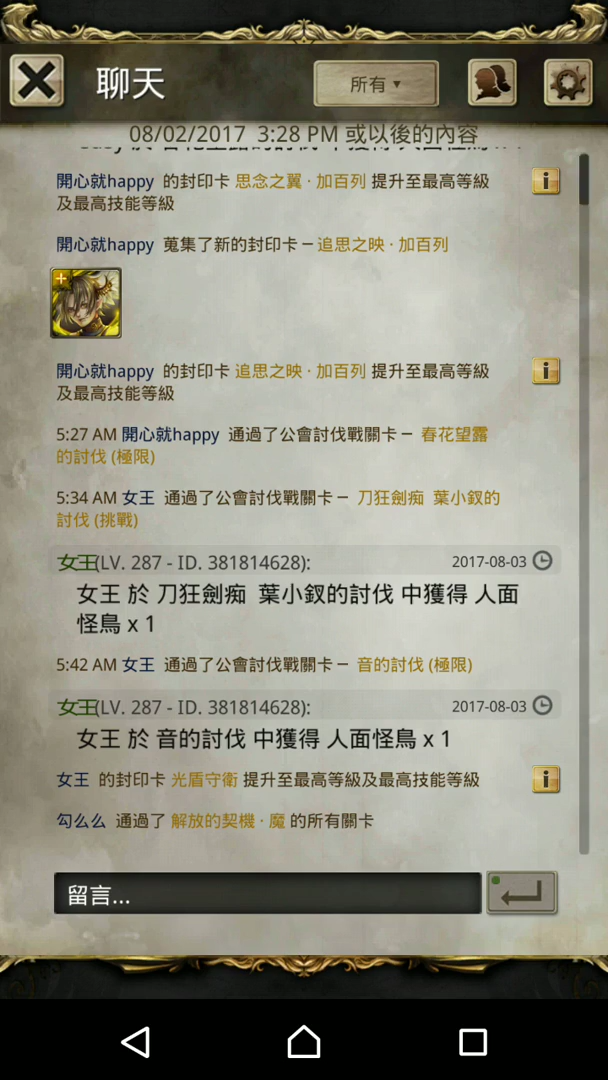 聊天
所有 ▾
08/02/2017 3:28 PM 或以後的內容
開心就happy 的封印卡 思念之翼 · 加百列 提升至最高等級
及最高技能等級
開心就happy 蒐集了新的封印卡 – 追思之映 · 加百列
開心就happy 的封印卡 追思之映 · 加百列 提升至最高等級
及最高技能等級
5:27 AM 開心就happy 通過了公會討伐戰關卡 – 春花望露
的討伐 (極限)
5:34 AM 女王 通過了公會討伐戰關卡 – 刀狂劍痴 葉小釵的
討伐 (挑戰)
女王(LV. 287 - ID. 381814628):
2017-08-03
女王 於 刀狂劍痴 葉小釵的討伐 中獲得 人面
怪鳥 x 1
5:42 AM 女王 通過了公會討伐戰關卡 – 音的討伐 (極限)
女王(LV. 287 - ID. 381814628):
2017-08-03
女王 於 音的討伐 中獲得 人面怪鳥 x 1
女王 的封印卡 光盾守衛 提升至最高等級及最高技能等級
勾么么 通過了 解放的契機 · 魔 的所有關卡
留言...